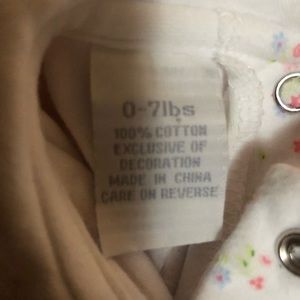 0-7lbs
100% COTTON
EXCLUSIVE OF
DECORATION
MADE IN CHINA
CARE ON REVERSE